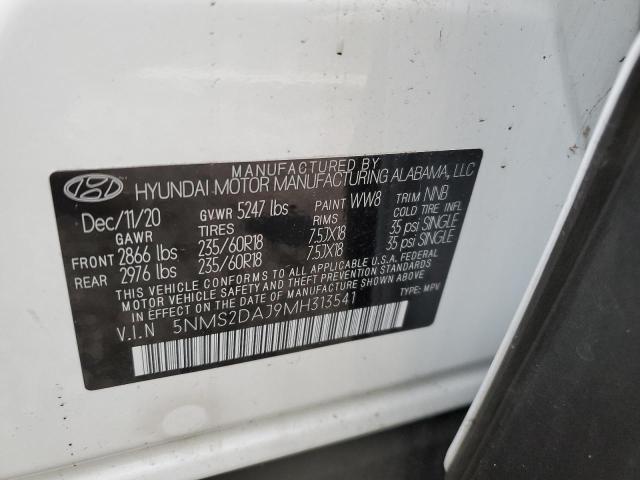 MANUFACTURED BY
HYUNDAI MOTOR MANUFACTURING ALABAMA, LLC
Dec/11/20 GVWR 5247 lbs PAINT WW8 TRIM NNB
GAWR TIRES RIMS COLD TIRE INFL
FRONT 2866 lbs 235/60R18 7.5JX18 35 psi SINGLE
REAR 2976 lbs 235/60R18 7.5JX18 35 psi SINGLE
THIS VEHICLE CONFORMS TO ALL APPLICABLE U.S.A. FEDERAL
MOTOR VEHICLE SAFETY AND THEFT PREVENTION STANDARDS
IN EFFECT ON THE DATE OF MANUFACTURE SHOWN ABOVE.
V.I.N 5NMS2DAJ9MH313541 TYPE: MPV